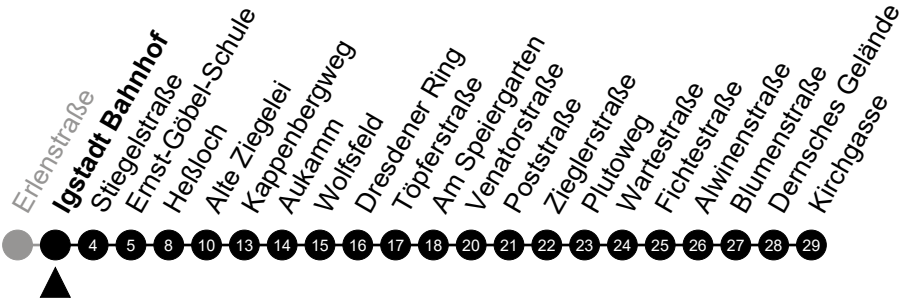 Erlenstraße
Igstadt Bahnhof
Stiegelstraße
Ernst-Göbel-Schule
Heßloch
Alte Ziegelei
Kappenbergweg
Aukamm
Wolfsfeld
Dresdener Ring
Töpferstraße
Am Speiergarten
Venatorstraße
Poststraße
Zieglerstraße
Plutoweg
Wartestraße
Fichtestraße
Alwinenstraße
Blumenstraße
Dernsches Gelände
Kirchgasse
4 5 8 10 13 14 15 16 17 18 20 21 22 23 24 25 26 27 28 29